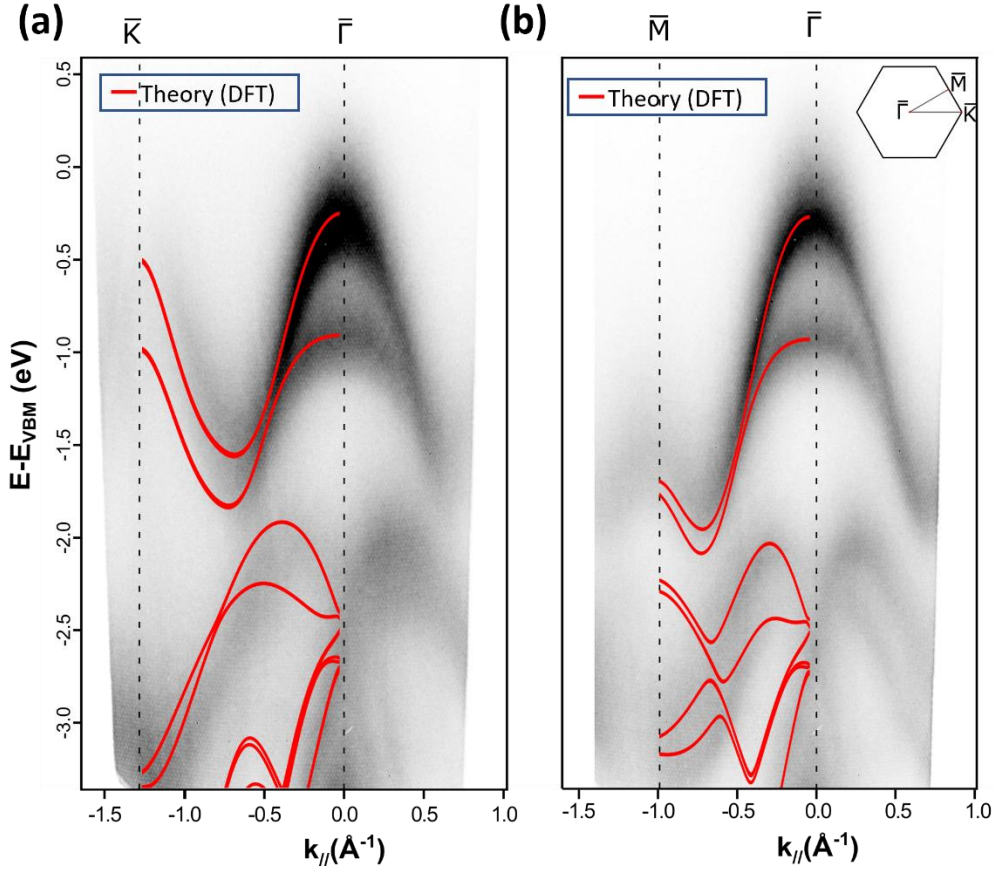 (a)
K̅
Γ̅
Theory (DFT)
E-E_VBM (eV)
0.5
0.0
-0.5
-1.0
-1.5
-2.0
-2.5
-3.0
-1.5 -1.0 -0.5 0.0 0.5 1.0
k_//(Å⁻¹)
(b)
M̅
Γ̅
Theory (DFT)
M̅
Γ̅
K̅
-1.5 -1.0 -0.5 0.0 0.5 1.0
k_//(Å⁻¹)